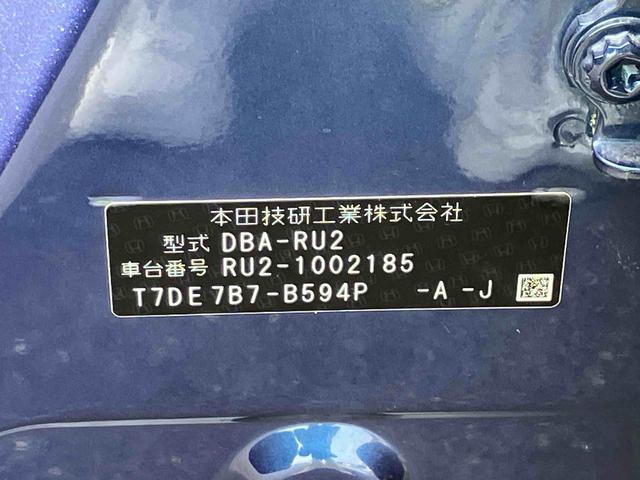 本田技研工業株式会社
型式 DBA-RU2
車台番号 RU2-1002185
T7DE 7B7-B594P -A -J